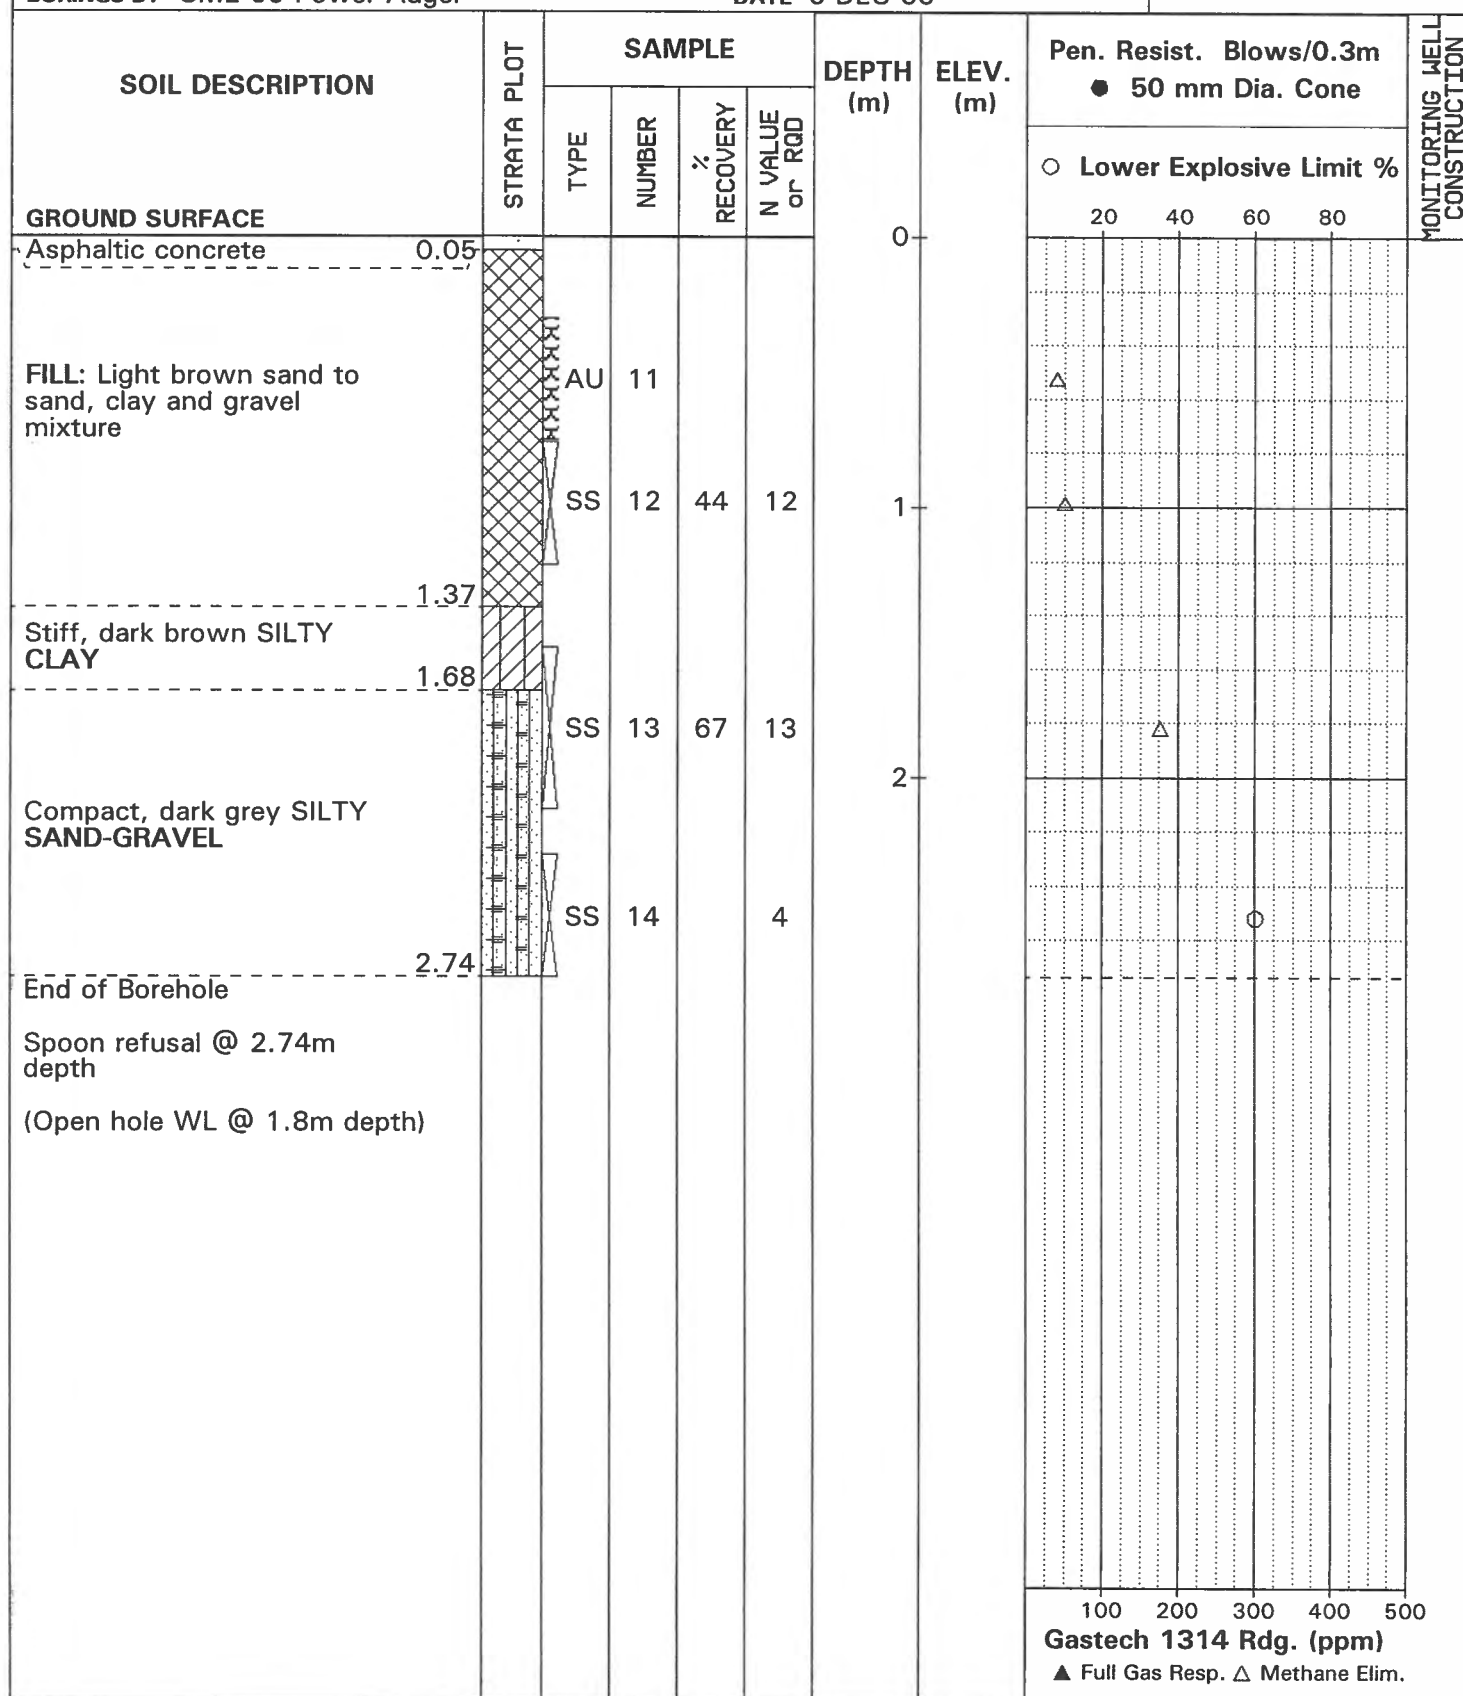 SOIL DESCRIPTION
GROUND SURFACE
STRATA PLOT
SAMPLE
TYPE
NUMBER
%
RECOVERY
N VALUE
or RQD
DEPTH
(m)
ELEV.
(m)
Pen. Resist. Blows/0.3m
● 50 mm Dia. Cone
○ Lower Explosive Limit %
20 40 60 80
MONITORING WELL
CONSTRUCTION
0
Asphaltic concrete 0.05
FILL: Light brown sand to
sand, clay and gravel
mixture
AU 11
SS 12 44 12
1
1.37
Stiff, dark brown SILTY
CLAY
1.68
SS 13 67 13
2
Compact, dark grey SILTY
SAND-GRAVEL
SS 14 4
2.74
End of Borehole
Spoon refusal @ 2.74m
depth
(Open hole WL @ 1.8m depth)
100 200 300 400 500
Gastech 1314 Rdg. (ppm)
▲ Full Gas Resp. △ Methane Elim.